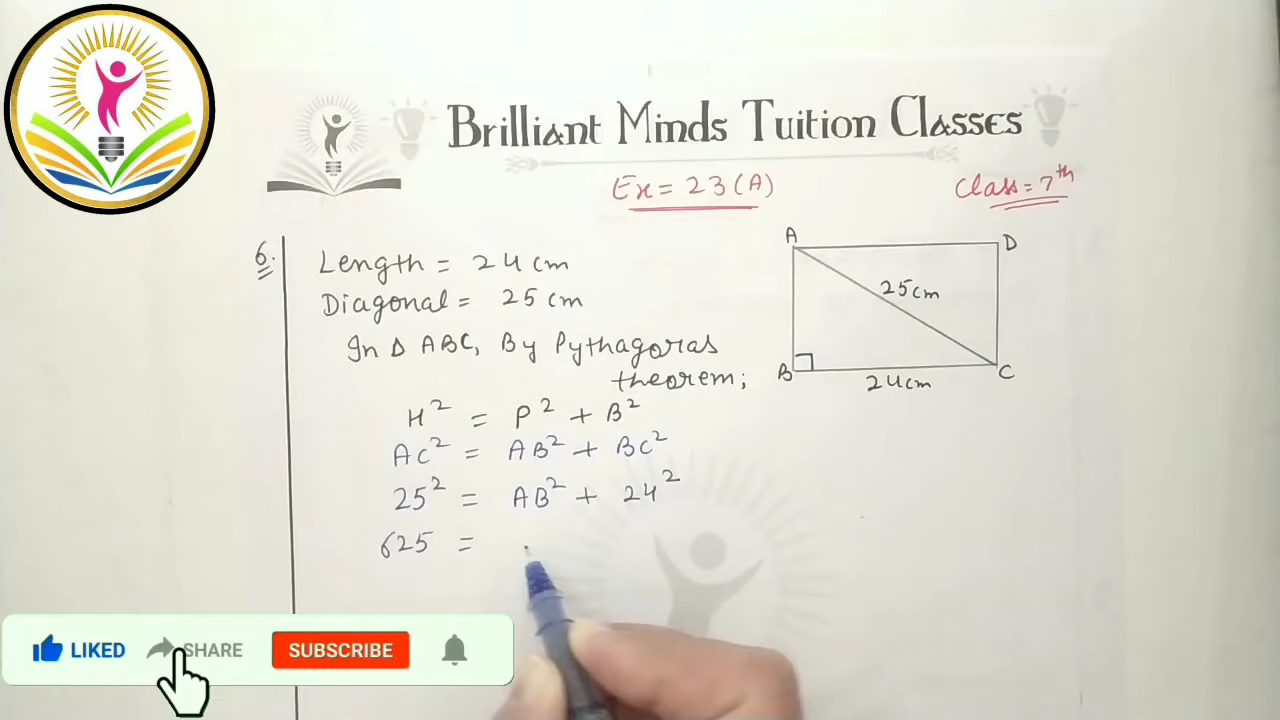 Brilliant Minds Tuition Classes
Ex = 23(A)
Class = 7th
6.
Length = 24 cm
Diagonal = 25 cm
In Δ ABC, By Pythagoras
theorem;
H² = P² + B²
AC² = AB² + BC²
25² = AB² + 24²
625 =
A
D
25cm
B
24cm
C
LIKED
SHARE
SUBSCRIBE